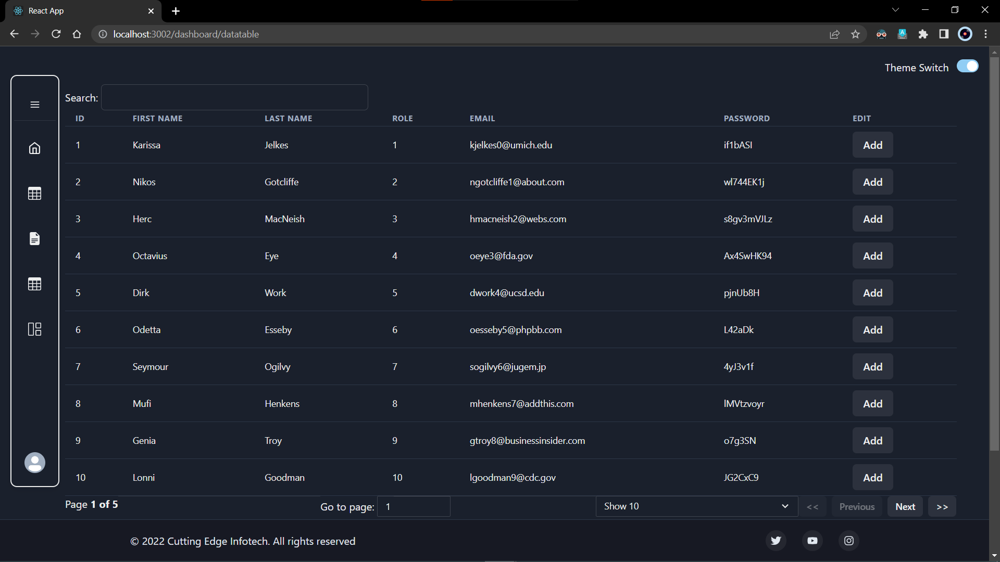 React App
localhost:3002/dashboard/datatable
Theme Switch
Search:
ID FIRST NAME LAST NAME ROLE EMAIL PASSWORD EDIT
1 Karissa Jelkes 1 kjelkes0@umich.edu if1bASI Add
2 Nikos Gotcliffe 2 ngotcliffe1@about.com wl744EK1j Add
3 Herc MacNeish 3 hmacneish2@webs.com s8gv3mVJLz Add
4 Octavius Eye 4 oeye3@fda.gov Ax4SwHK94 Add
5 Dirk Work 5 dwork4@ucsd.edu pjnUb8H Add
6 Odetta Esseby 6 oesseby5@phpbb.com L42aDk Add
7 Seymour Ogilvy 7 sogilvy6@jugem.jp 4yJ3v1f Add
8 Mufi Henkens 8 mhenkens7@addthis.com lMVtzvoyr Add
9 Genia Troy 9 gtroy8@businessinsider.com o7g3SN Add
10 Lonni Goodman 10 lgoodman9@cdc.gov JG2CxC9 Add
Page 1 of 5 Go to page: 1 Show 10 << Previous Next >>
© 2022 Cutting Edge Infotech. All rights reserved